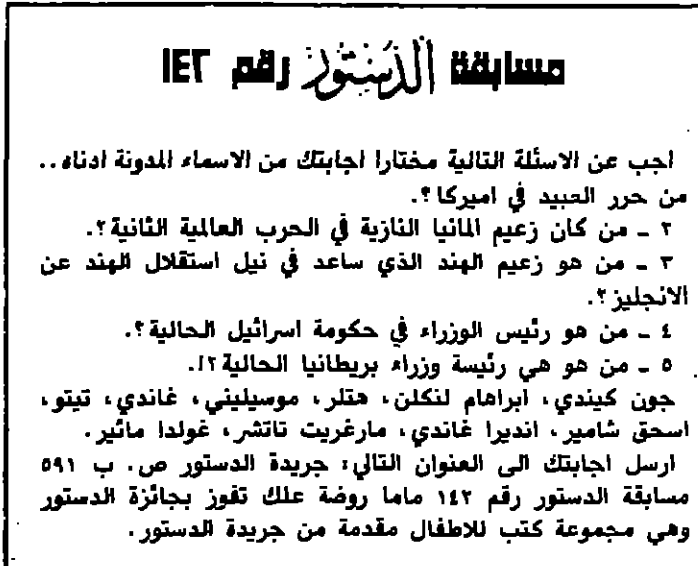 مسابقة الدستور رقم ١٤٢
اجب عن الاسئلة التالية مختارا اجابتك من الاسماء المدونة ادناه..
من حرر العبيد في اميركا؟.
٢ ـ من كان زعيم المانيا النازية في الحرب العالمية الثانية؟.
٣ ـ من هو زعيم الهند الذي ساعد في نيل استقلال الهند عن
الانجليز؟.
٤ ـ من هو رئيس الوزراء في حكومة اسرائيل الحالية؟.
٥ ـ من هو هي رئيسة وزراء بريطانيا الحالية؟!.
جون كيندي، ابراهام لنكلن، هتلر، موسيليني، غاندي، تيتو،
اسحق شامير، انديرا غاندي، مارغريت تاتشر، غولدا مائير.
ارسل اجابتك الى العنوان التالي: جريدة الدستور ص. ب ٥٩١
مسابقة الدستور رقم ١٤٢ ماما روضة علك تفوز بجائزة الدستور
وهي مجموعة كتب للاطفال مقدمة من جريدة الدستور.